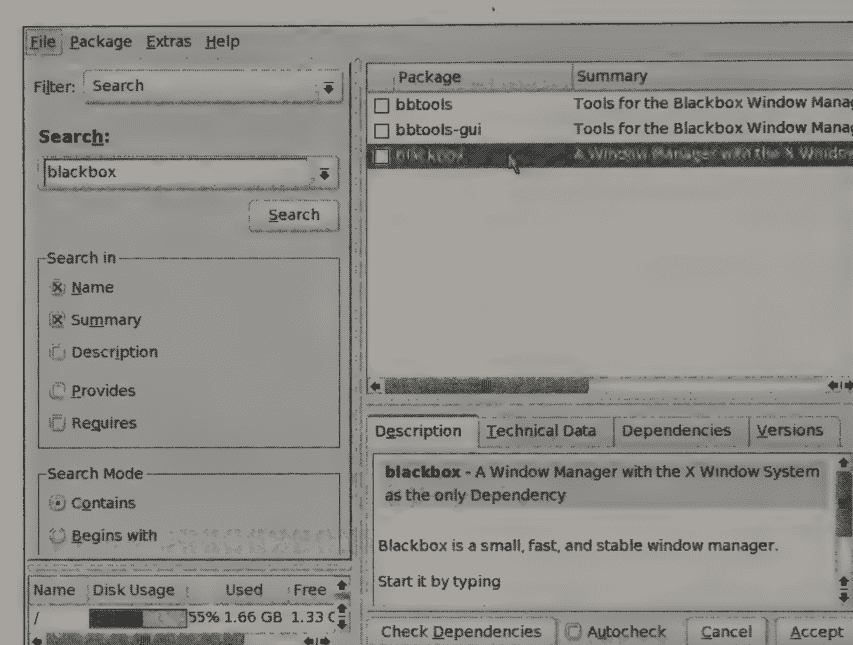 File Package Extras Help
Filter: Search
Search:
blackbox
Search
Search in
Name
Summary
Description
Provides
Requires
Search Mode
Contains
Begins with
Name Disk Usage Used Free
/ 55% 1.66 GB 1.33
Package Summary
bbtools Tools for the Blackbox Window
bbtools-gui Tools for the Blackbox Window
blackbox A Window Manager with the X
Description Technical Data Dependencies Versions
blackbox - A Window Manager with the X Window System
as the only Dependency
Blackbox is a small, fast, and stable window manager.
Start it by typing
Check Dependencies Autocheck Cancel Accept